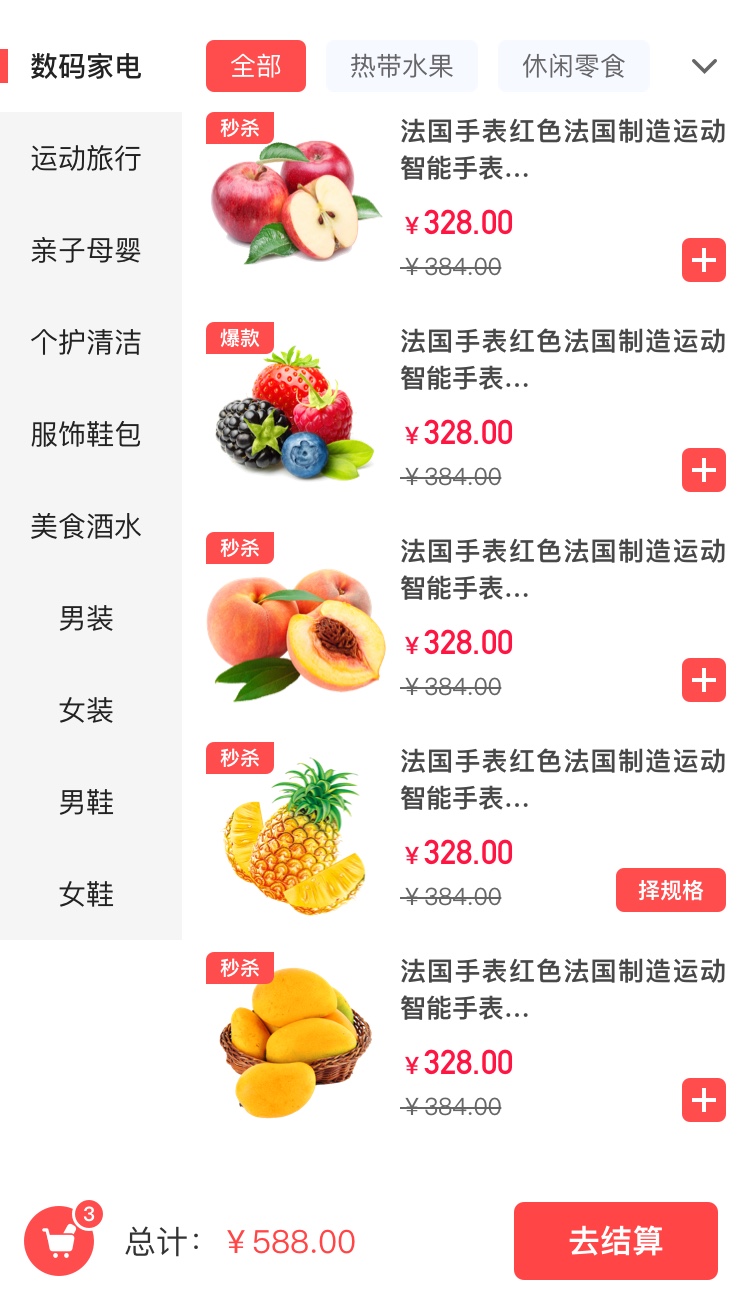 数码家电
全部
热带水果
休闲零食
运动旅行
亲子母婴
个护清洁
服饰鞋包
美食酒水
男装
女装
男鞋
女鞋
秒杀
法国手表红色法国制造运动
智能手表...
¥328.00
¥384.00
爆款
法国手表红色法国制造运动
智能手表...
¥328.00
¥384.00
秒杀
法国手表红色法国制造运动
智能手表...
¥328.00
¥384.00
秒杀
法国手表红色法国制造运动
智能手表...
¥328.00
¥384.00
择规格
秒杀
法国手表红色法国制造运动
智能手表...
¥328.00
¥384.00
3
总计： ¥588.00
去结算